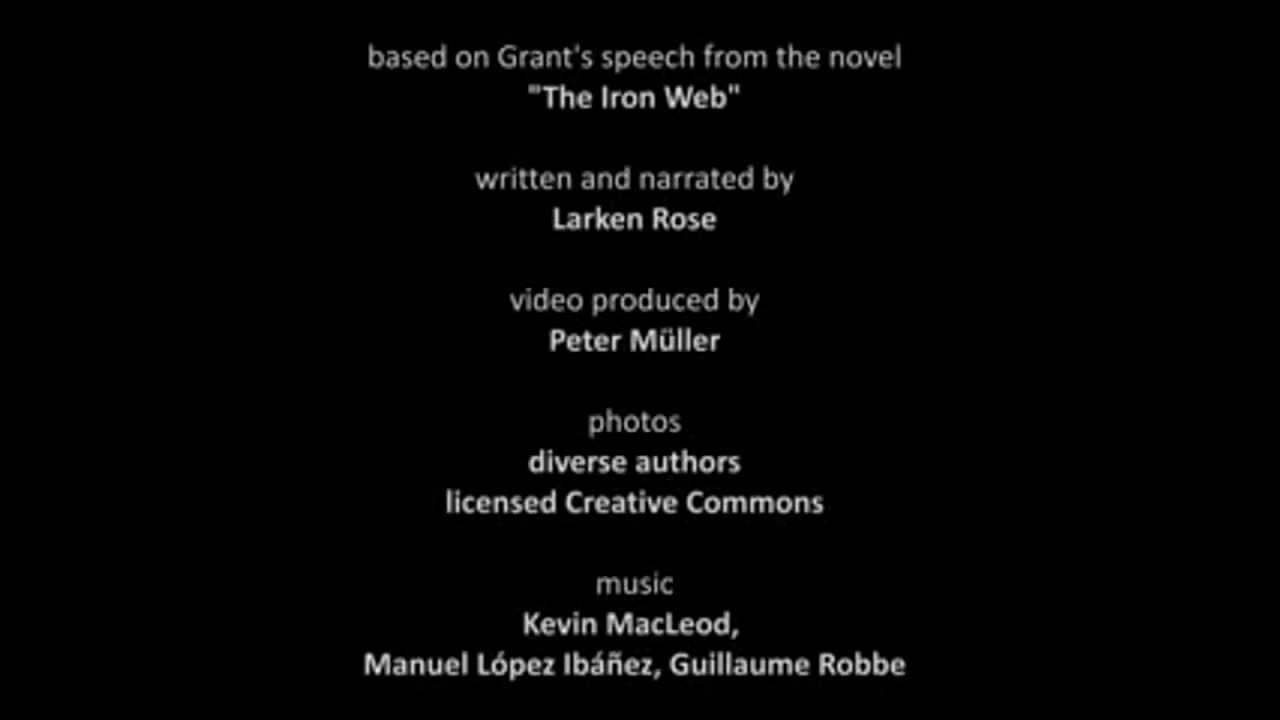 based on Grant's speech from the novel
"The Iron Web"
written and narrated by
Larken Rose
video produced by
Peter Müller
photos
diverse authors
licensed Creative Commons
music
Kevin MacLeod,
Manuel López Ibáñez, Guillaume Robbe